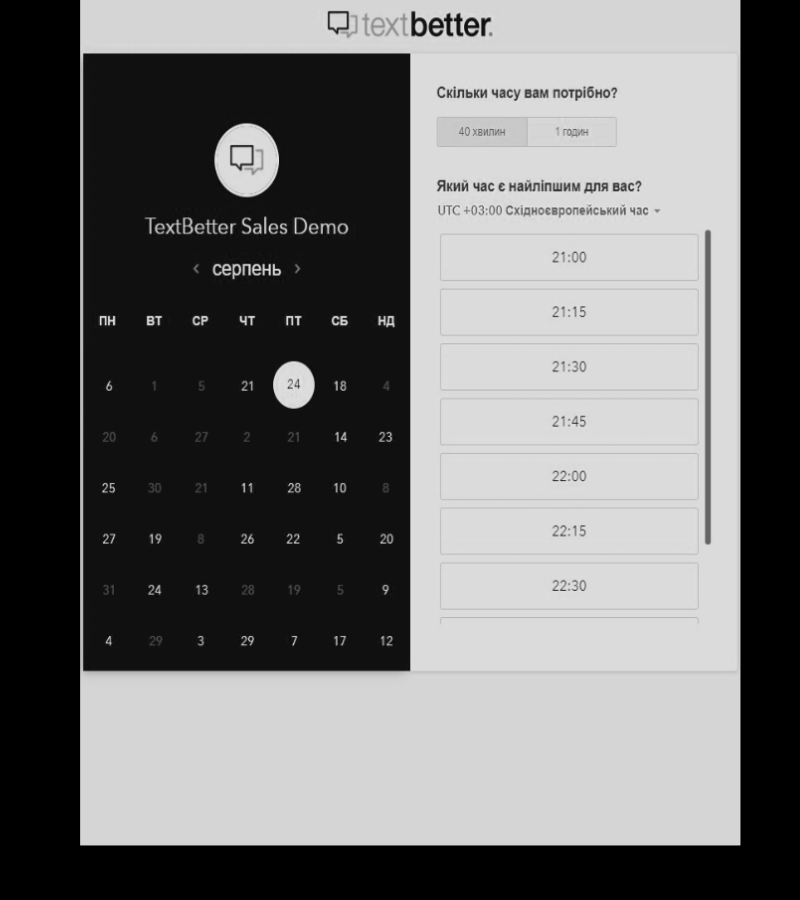 textbetter.
TextBetter Sales Demo
серпень
ПН ВТ СР ЧТ ПТ СБ НД
6 1 5 21 24 18 4
20 6 27 2 21 14 23
25 30 21 11 28 10 8
27 19 8 26 22 5 20
31 24 13 28 19 5 9
4 29 3 29 7 17 12
Скільки часу вам потрібно?
40 хвилин 1 годин
Який час є найліпшим для вас?
UTC +03:00 Східноєвропейський час
21:00
21:15
21:30
21:45
22:00
22:15
22:30